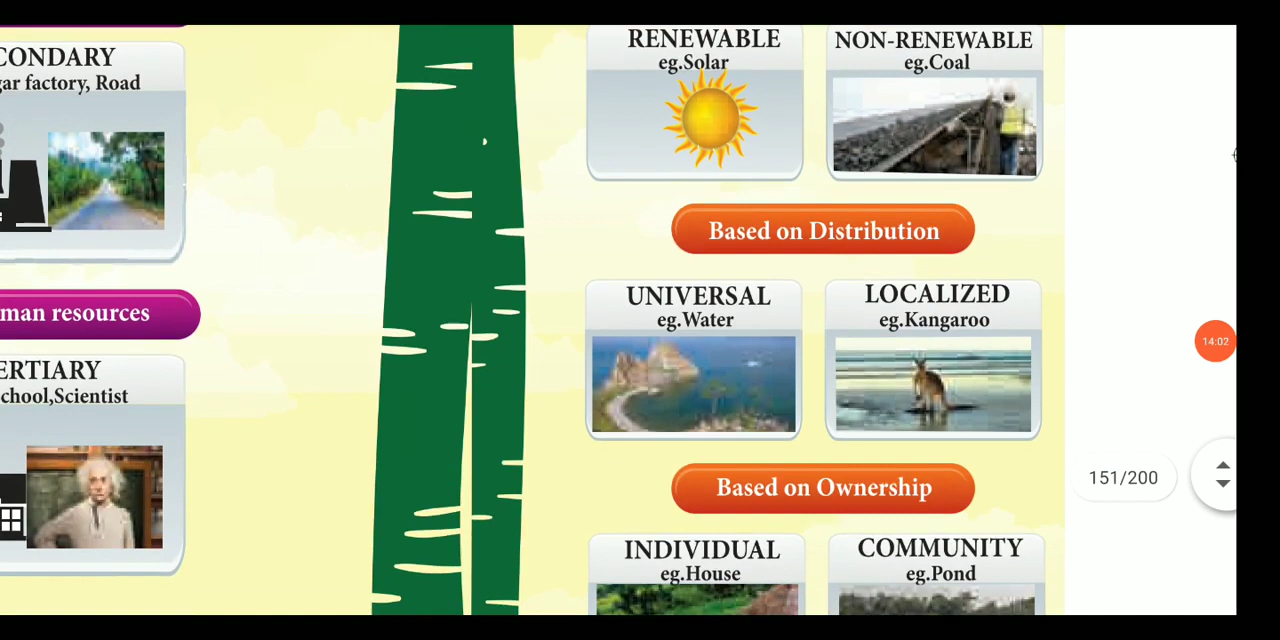 CONDARY
gar factory, Road
man resources
ERTIARY
chool,Scientist
RENEWABLE
eg.Solar
NON-RENEWABLE
eg.Coal
Based on Distribution
UNIVERSAL
eg.Water
LOCALIZED
eg.Kangaroo
Based on Ownership
INDIVIDUAL
eg.House
COMMUNITY
eg.Pond
14:02
151/200